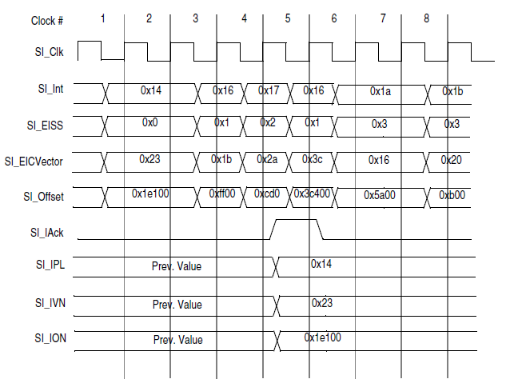 Clock # 1 2 3 4 5 6 7 8
SI_Clk
SI_Int 0x14 0x16 0x17 0x16 0x1a 0x1b
SI_EISS 0x0 0x1 0x2 0x1 0x3 0x3
SI_EICVector 0x23 0x1b 0x2a 0x3c 0x16 0x20
SI_Offset 0x1e100 0xff00 0xcd0 0x3c400 0x5a00 0xb00
SI_IAck
SI_IPL Prev. Value 0x14
SI_IVN Prev. Value 0x23
SI_ION Prev. Value 0x1e100